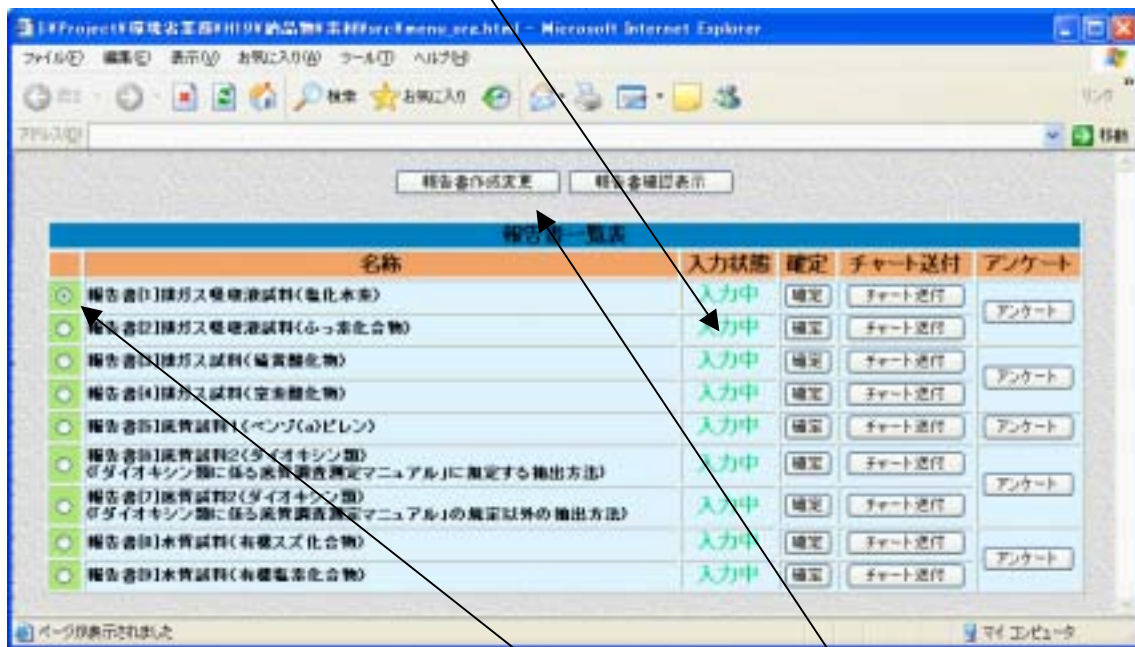 menu_src.html - Microsoft Internet Explorer
ファイル(F) 編集(E) 表示(V) お気に入り(A) ツール(T) ヘルプ(H)
検索 お気に入り リンク
アドレス(D) 移動
報告書作成変更 報告書確認表示
報告書一覧表
名称 入力状態 確定 チャート送付 アンケート
報告書[1]排ガス吸収液試料(塩化水素) 入力中 確定 チャート送付 アンケート
報告書[2]排ガス吸収液試料(ふっ素化合物) 入力中 確定 チャート送付
報告書[3]排ガス試料(硫黄酸化物) 入力中 確定 チャート送付 アンケート
報告書[4]排ガス試料(窒素酸化物) 入力中 確定 チャート送付
報告書[5]底質試料1(ベンゾ(a)ピレン) 入力中 確定 チャート送付 アンケート
報告書[6]底質試料2(ダイオキシン類)
(「ダイオキシン類に係る底質調査測定マニュアル」に規定する抽出方法) 入力中 確定 チャート送付 アンケート
報告書[7]底質試料2(ダイオキシン類)
(「ダイオキシン類に係る底質調査測定マニュアル」の規定以外の抽出方法) 入力中 確定 チャート送付
報告書[8]水質試料(有機スズ化合物) 入力中 確定 チャート送付 アンケート
報告書[9]水質試料(有機塩素化合物) 入力中 確定 チャート送付
ページが表示されました マイ コンピュータ